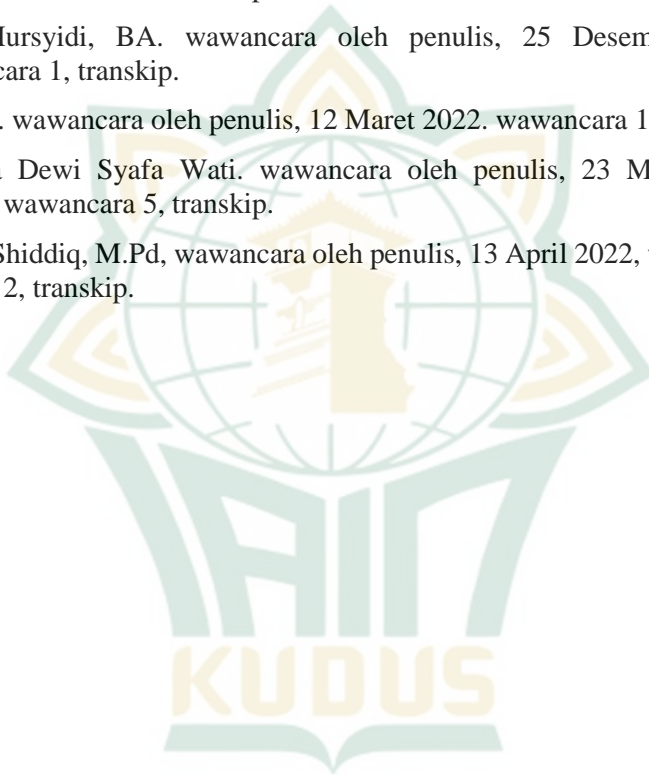 Mursyidi, BA. wawancara oleh penulis, 25 Desem
cara 1, transkip.
. wawancara oleh penulis, 12 Maret 2022. wawancara 1
Dewi Syafa Wati. wawancara oleh penulis, 23 M
wawancara 5, transkip.
Shiddiq, M.Pd, wawancara oleh penulis, 13 April 2022,
2, transkip.
IAIN
KUDUS